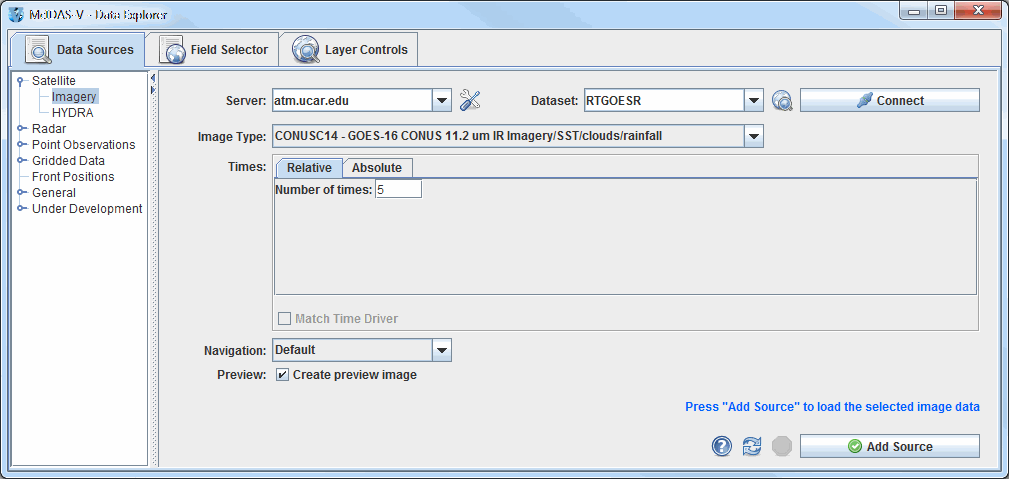 McIDAS-V - Data Explorer
Data Sources
Field Selector
Layer Controls
Satellite
Imagery
HYDRA
Radar
Point Observations
Gridded Data
Front Positions
General
Under Development
Server: atm.ucar.edu Dataset: RTGOESR Connect
Image Type: CONUSC14 - GOES-16 CONUS 11.2 um IR Imagery/SST/clouds/rainfall
Times: Relative Absolute
Number of times: 5
Match Time Driver
Navigation: Default
Preview: Create preview image
Press "Add Source" to load the selected image data
? Add Source